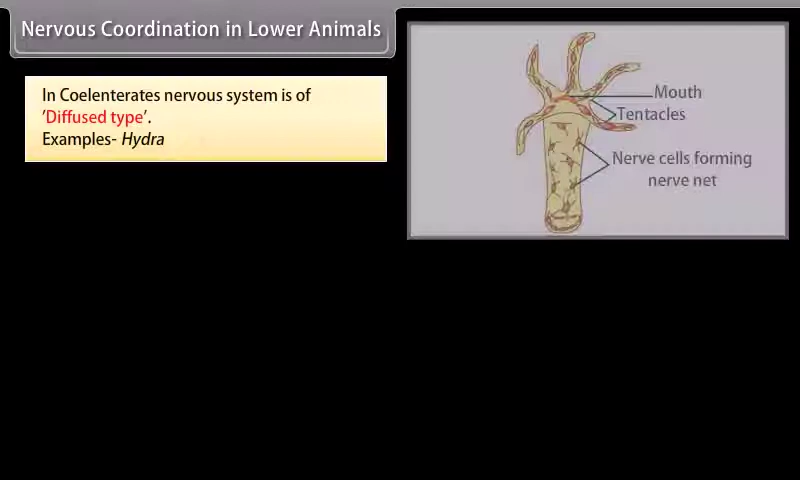 Nervous Coordination in Lower Animals
In Coelenterates nervous system is of
‘Diffused type’.
Examples- Hydra
Mouth
Tentacles
Nerve cells forming
nerve net